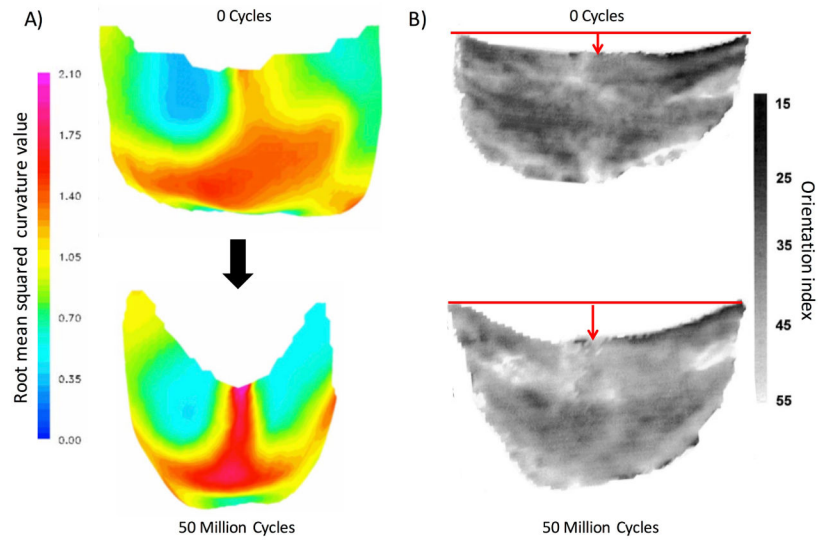 A)
0 Cycles
B)
0 Cycles
Root mean squared curvature value
2.10
1.75
1.40
1.05
0.70
0.35
0.00
15
25
35
45
55
Orientation index
50 Million Cycles
50 Million Cycles